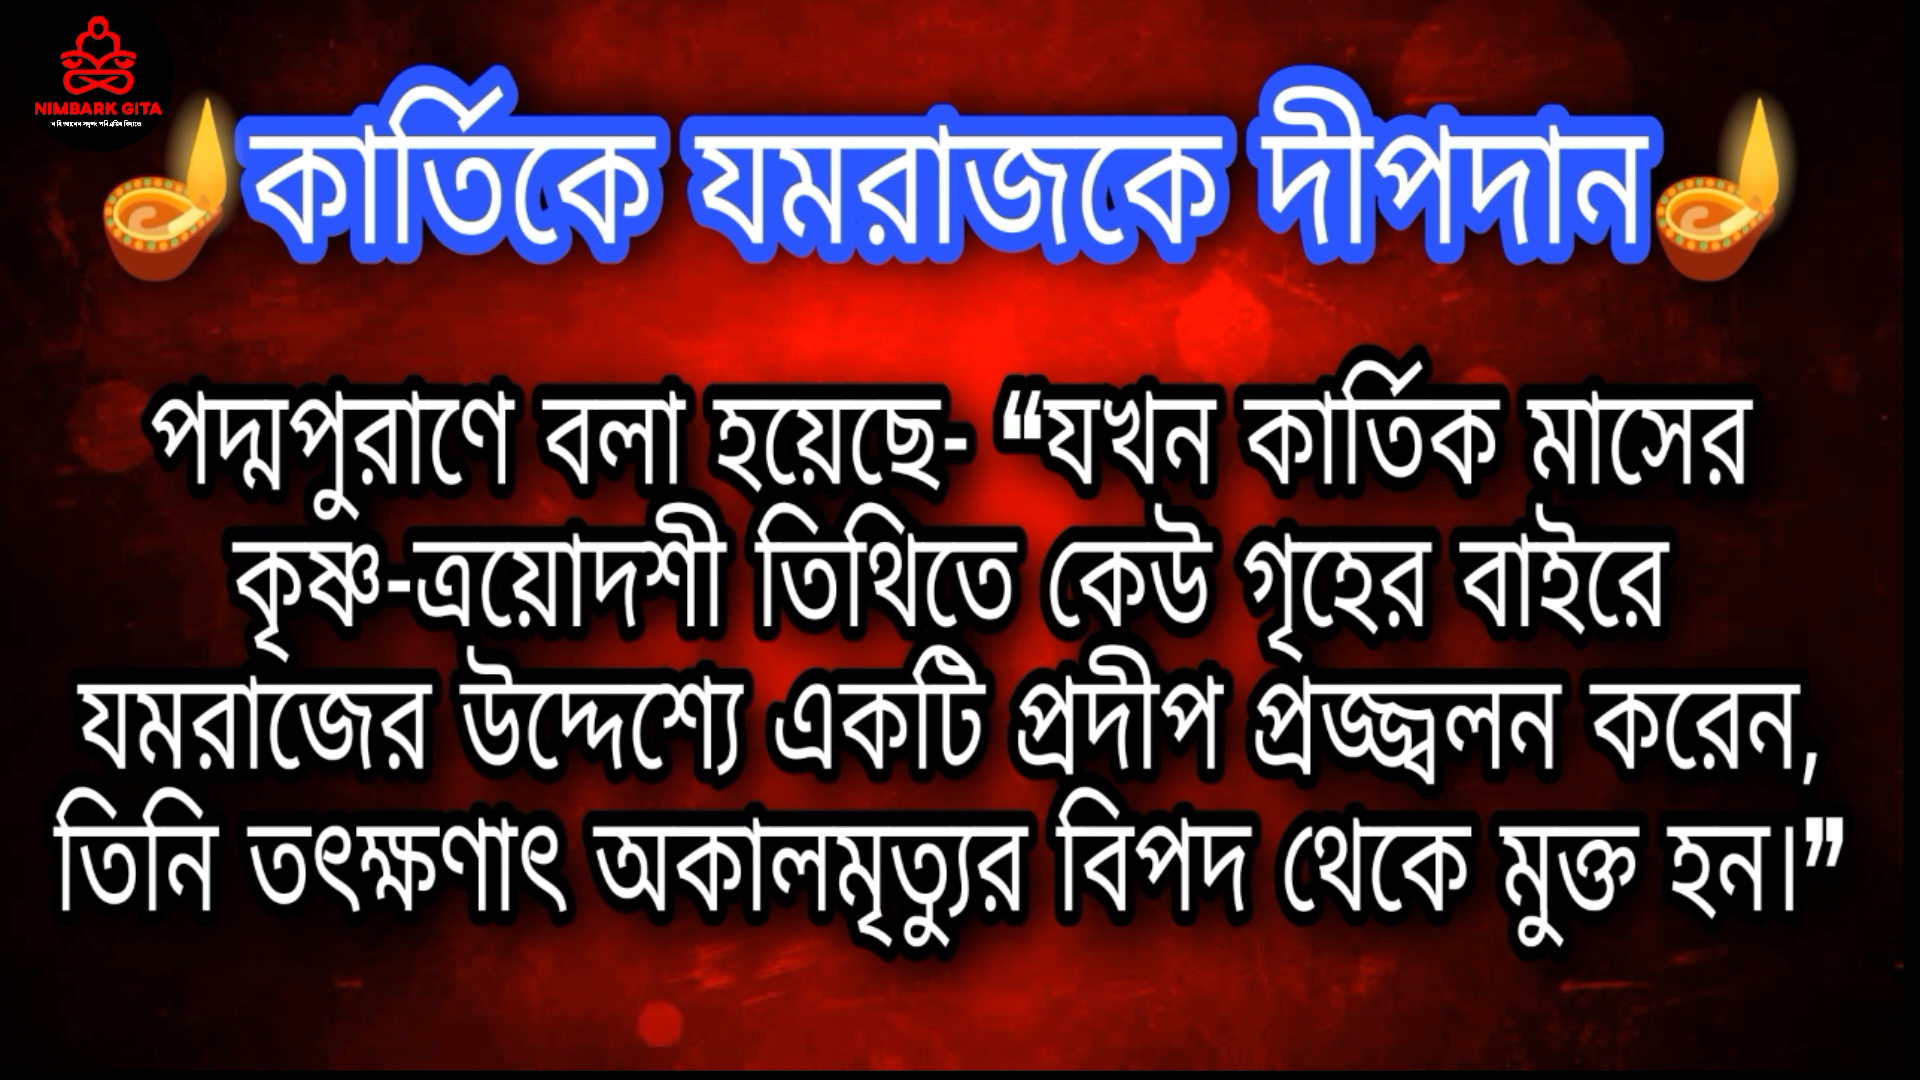 NIMBARK GITA
🪔কার্তিকে যমরাজকে দীপদান🪔
পদ্মপুরাণে বলা হয়েছে- “যখন কার্তিক মাসের
কৃষ্ণ-ত্রয়োদশী তিথিতে কেউ গৃহের বাইরে
যমরাজের উদ্দেশ্যে একটি প্রদীপ প্রজ্জ্বলন করেন,
তিনি তৎক্ষণাৎ অকালমৃত্যুর বিপদ থেকে মুক্ত হন।”